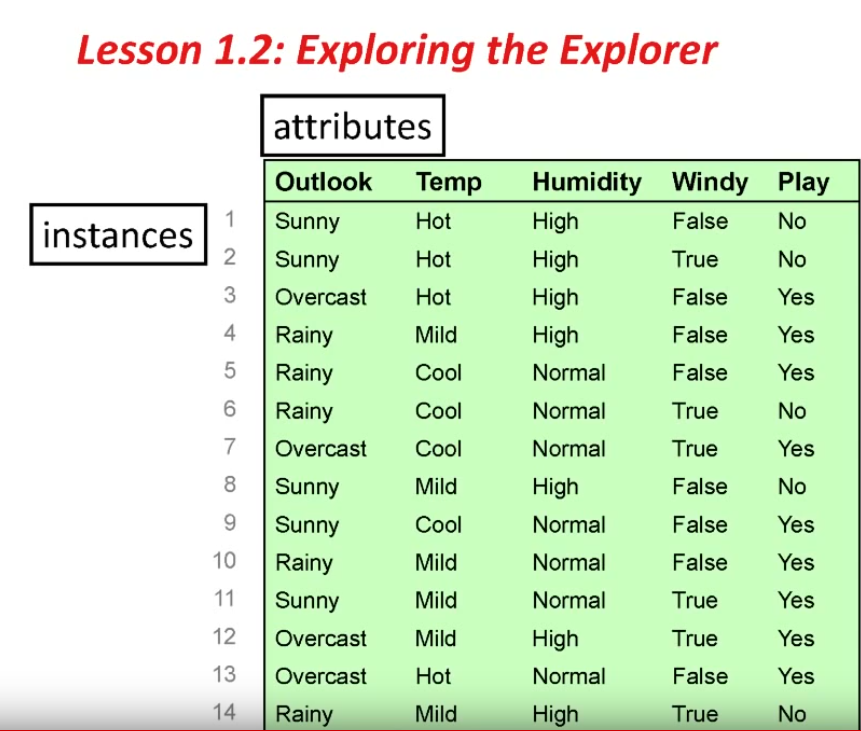 Lesson 1.2: Exploring the Explorer
attributes
Outlook Temp Humidity Windy Play
instances
1 Sunny Hot High False No
2 Sunny Hot High True No
3 Overcast Hot High False Yes
4 Rainy Mild High False Yes
5 Rainy Cool Normal False Yes
6 Rainy Cool Normal True No
7 Overcast Cool Normal True Yes
8 Sunny Mild High False No
9 Sunny Cool Normal False Yes
10 Rainy Mild Normal False Yes
11 Sunny Mild Normal True Yes
12 Overcast Mild High True Yes
13 Overcast Hot Normal False Yes
14 Rainy Mild High True No